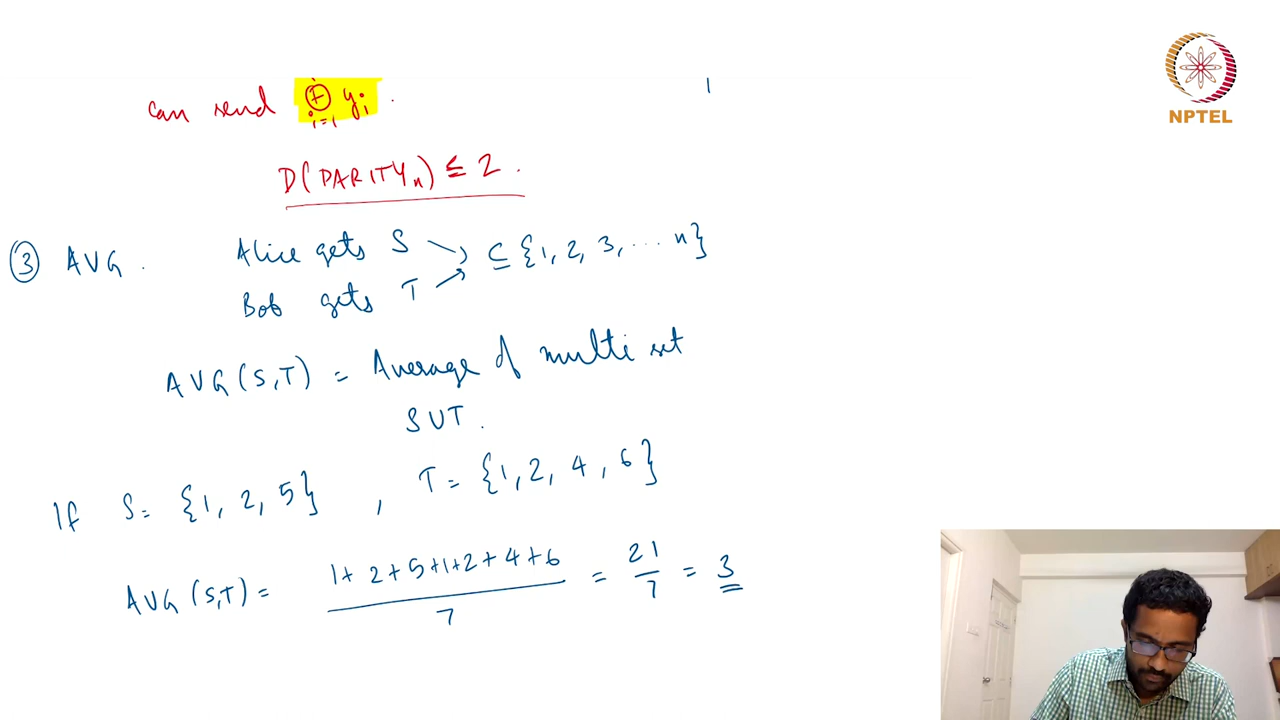 NPTEL
can send ⊕ yi .
i=1
D(PARITYn) ≤ 2 .
③ AVG . Alice gets S ⊆ {1, 2, 3, ... n}
Bob gets T
AVG(S,T) = Average of multi set
S∪T .
If S= {1, 2, 5} , T= {1, 2, 4, 6}
AVG(S,T)= 1+2+5+1+2+4+6 / 7 = 21/7 = 3